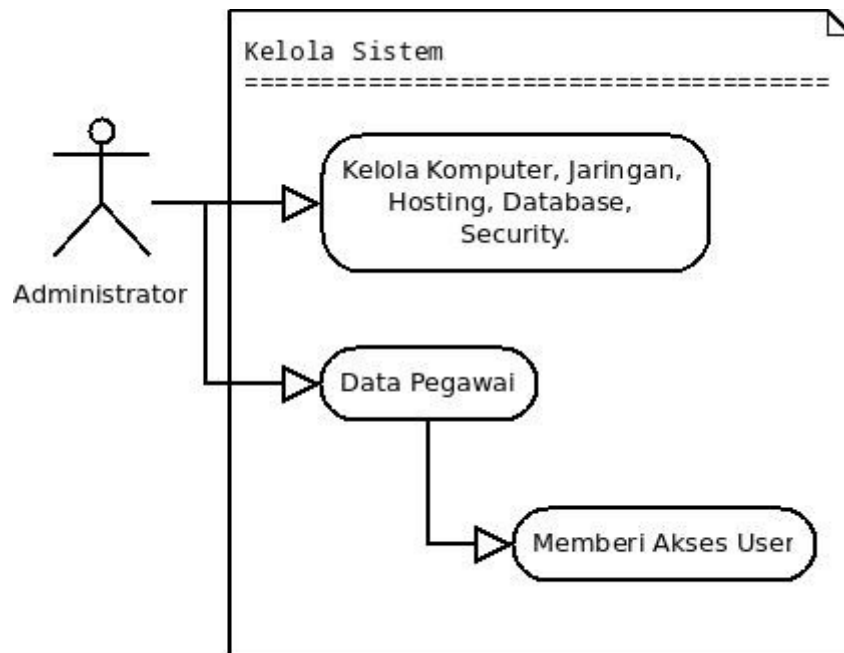 Kelola Sistem
=======================================
Kelola Komputer, Jaringan,
Hosting, Database,
Security.
Administrator
Data Pegawai
Memberi Akses User